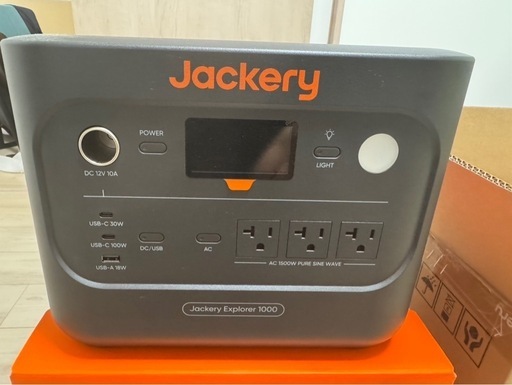 Jackery
POWER
LIGHT
DC 12V 10A
USB-C 30W
USB-C 100W
USB-A 18W
DC/USB
AC
AC 1500W PURE SINE WAVE
Jackery Explorer 1000